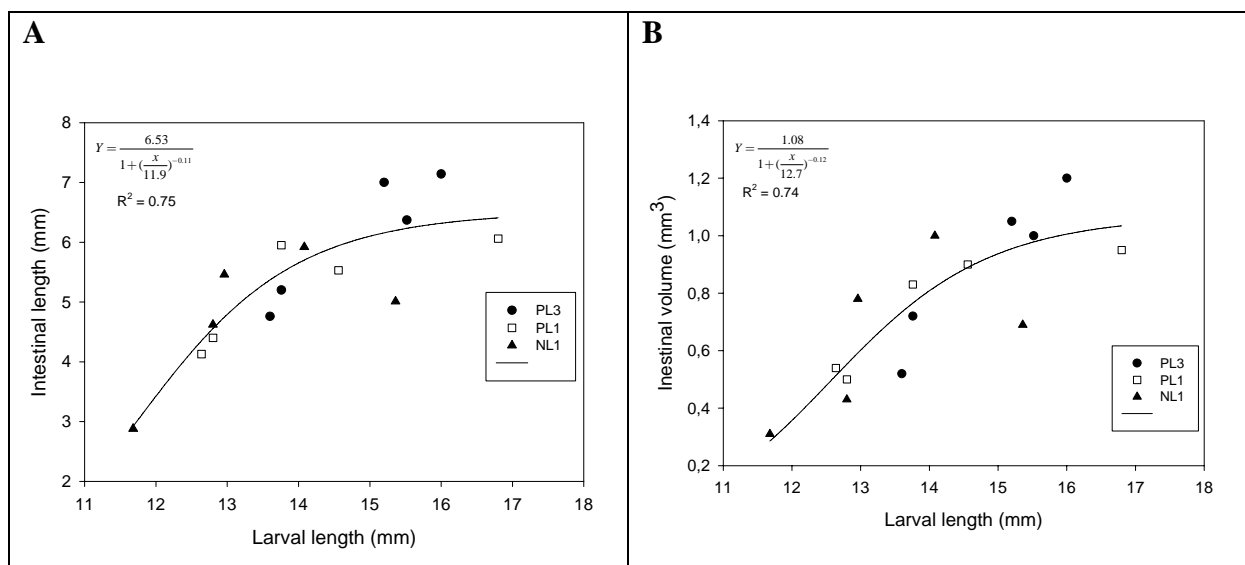 A
Y = 6.53 / (1 + (x / 11.9)^-0.11)
R² = 0.75
8
7
6
5
4
3
2
Intestinal length (mm)
PL3
PL1
NL1
11 12 13 14 15 16 17 18
Larval length (mm)
B
Y = 1.08 / (1 + (x / 12.7)^-0.12)
R² = 0.74
1,4
1,2
1,0
0,8
0,6
0,4
0,2
Inestinal volume (mm³)
PL3
PL1
NL1
11 12 13 14 15 16 17 18
Larval length (mm)